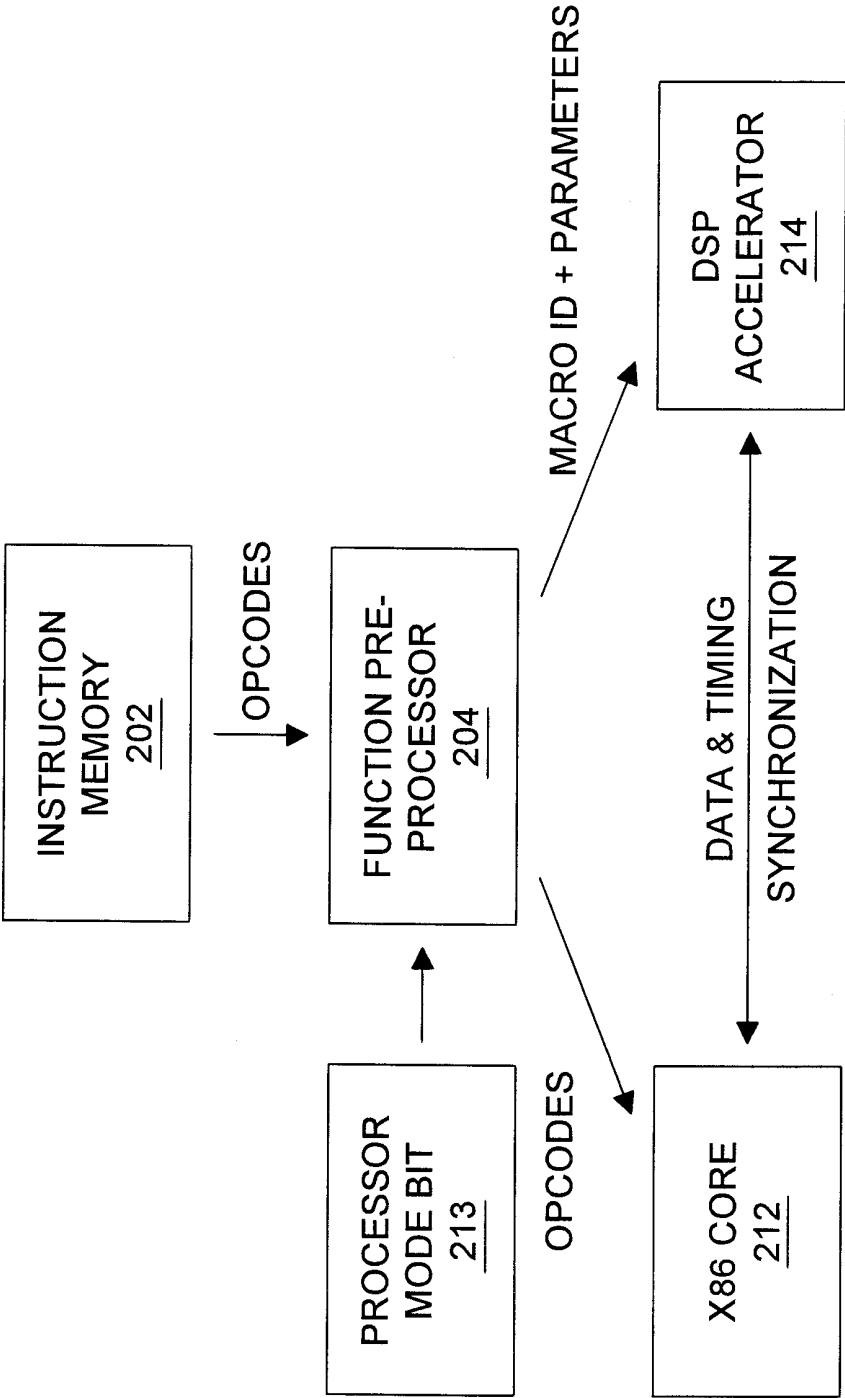 INSTRUCTION
MEMORY
202
OPCODES
PROCESSOR
MODE BIT
213
FUNCTION PRE-
PROCESSOR
204
OPCODES
MACRO ID + PARAMETERS
X86 CORE
212
DATA & TIMING
SYNCHRONIZATION
DSP
ACCELERATOR
214